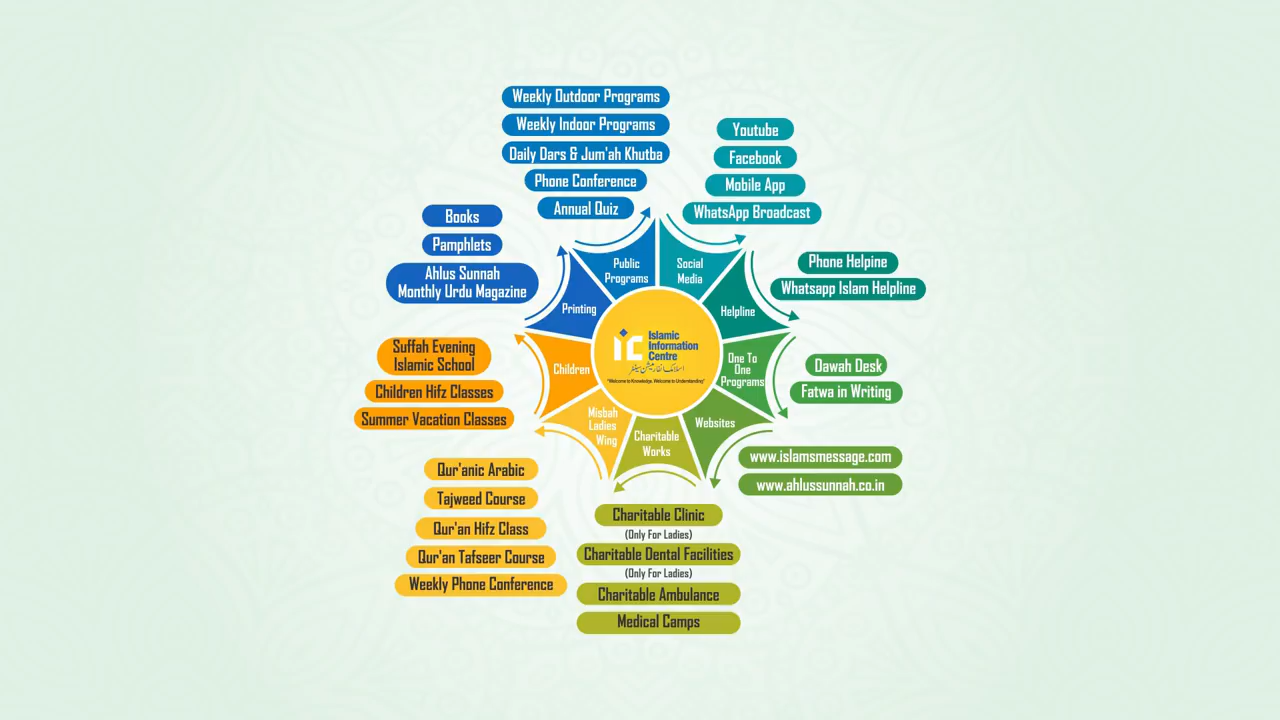 Weekly Outdoor Programs
Weekly Indoor Programs
Daily Dars & Jum'ah Khutba
Phone Conference
Annual Quiz
Youtube
Facebook
Mobile App
WhatsApp Broadcast
Books
Pamphlets
Ahlus Sunnah
Monthly Urdu Magazine
Phone Helpine
Whatsapp Islam Helpline
Public
Programs
Social
Media
Printing
Helpline
Children
One To
One
Programs
Misbah
Ladies
Wing
Charitable
Works
Websites
Islamic
Information
Centre
اسلامک انفارمیشن سینٹر
"Welcome to Knowledge, Welcome to Understanding"
Suffah Evening
Islamic School
Children Hifz Classes
Summer Vacation Classes
Dawah Desk
Fatwa in Writing
www.islamsmessage.com
www.ahlussunnah.co.in
Qur'anic Arabic
Tajweed Course
Qur'an Hifz Class
Qur'an Tafseer Course
Weekly Phone Conference
Charitable Clinic
(Only For Ladies)
Charitable Dental Facilities
(Only For Ladies)
Charitable Ambulance
Medical Camps